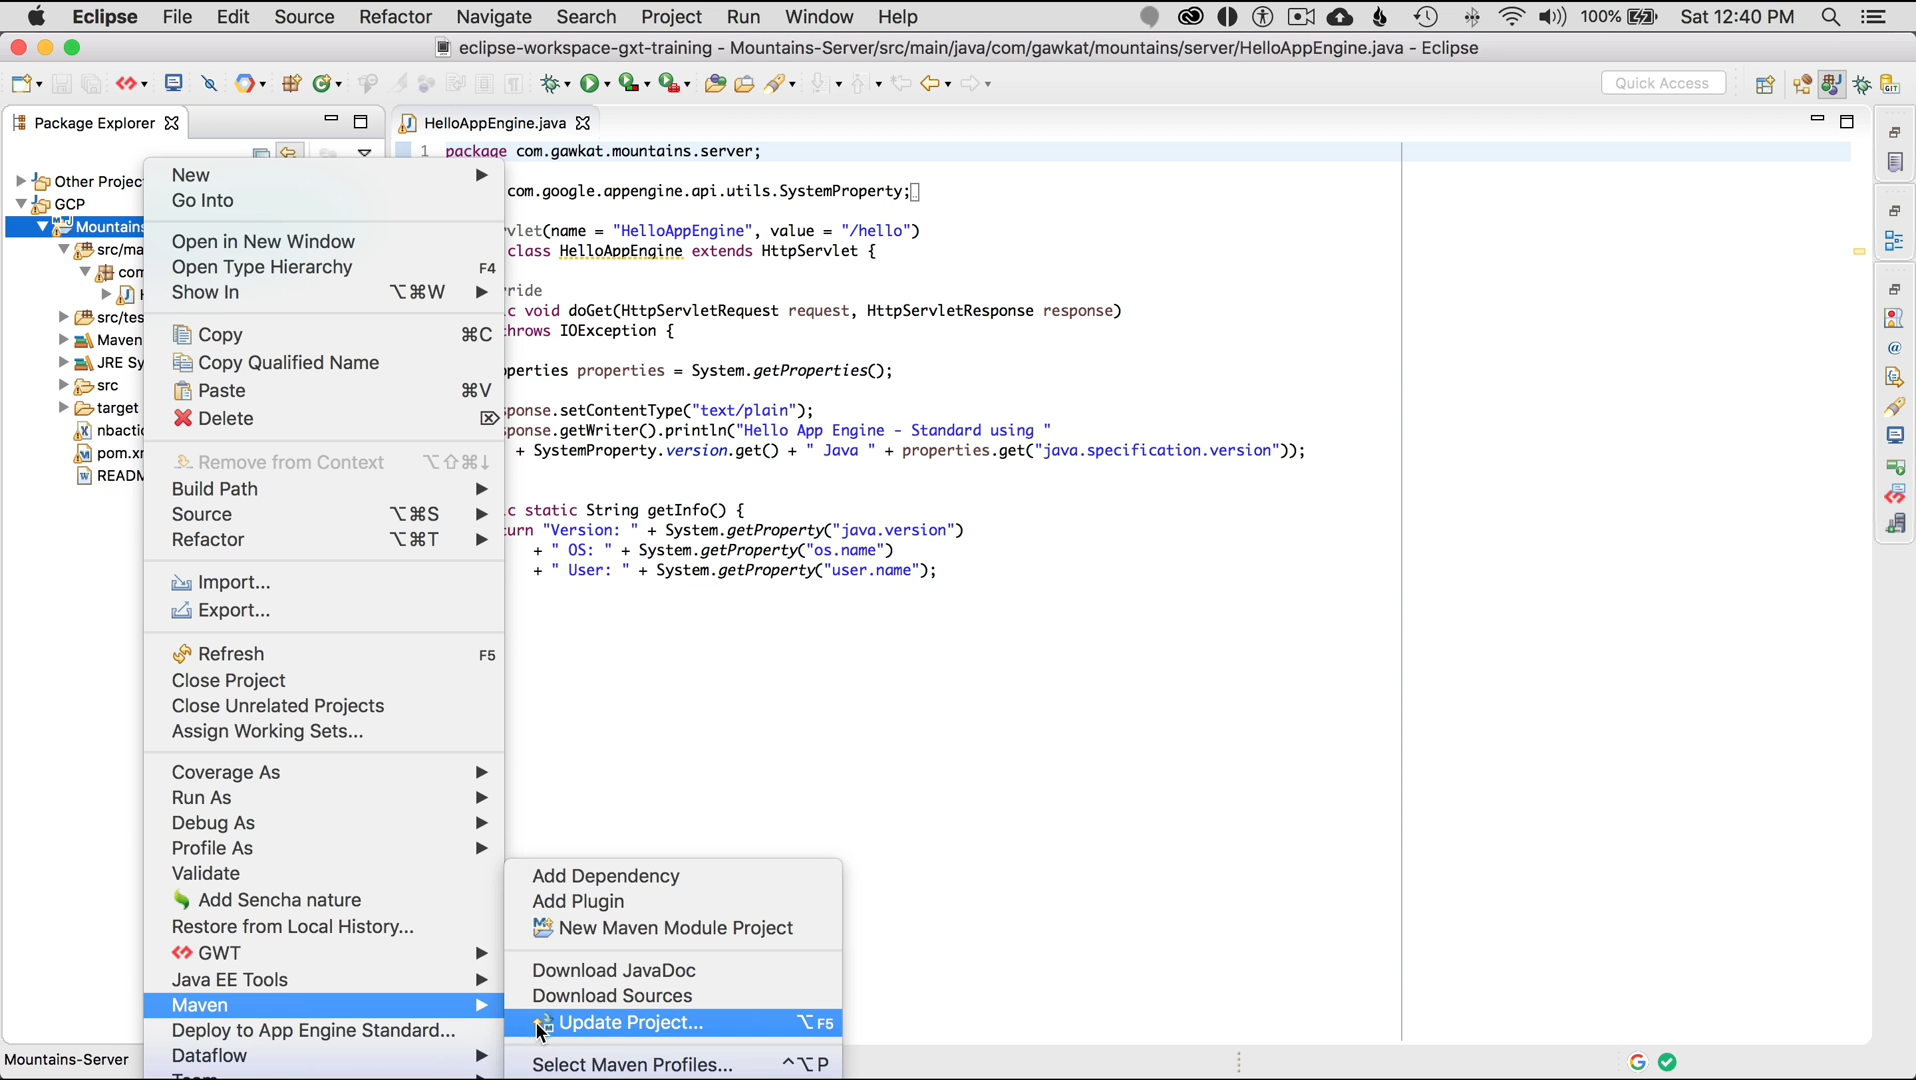 Eclipse File Edit Source Refactor Navigate Search Project Run Window Help 100% Sat 12:40 PM
eclipse-workspace-gxt-training - Mountains-Server/src/main/java/com/gawkat/mountains/server/HelloAppEngine.java - Eclipse
Quick Access
Package Explorer
HelloAppEngine.java
Other Projec
GCP
Mountains
src/ma
com
src/tes
Maven
JRE Sy
src
target
nbactio
pom.xr
READM
New
Go Into
Open in New Window
Open Type Hierarchy F4
Show In ⌥⌘W
Copy ⌘C
Copy Qualified Name
Paste ⌘V
Delete ⌦
Remove from Context ⌥⇧⌘↓
Build Path
Source ⌥⌘S
Refactor ⌥⌘T
Import...
Export...
Refresh F5
Close Project
Close Unrelated Projects
Assign Working Sets...
Coverage As
Run As
Debug As
Profile As
Validate
Add Sencha nature
Restore from Local History...
GWT
Java EE Tools
Maven
Deploy to App Engine Standard...
Dataflow
Add Dependency
Add Plugin
New Maven Module Project
Download JavaDoc
Download Sources
Update Project... ⌥F5
Select Maven Profiles... ^⌥P
1 package com.gawkat.mountains.server;
com.google.appengine.api.utils.SystemProperty;
vlet(name = "HelloAppEngine", value = "/hello")
class HelloAppEngine extends HttpServlet {
ride
c void doGet(HttpServletRequest request, HttpServletResponse response)
hrows IOException {
perties properties = System.getProperties();
ponse.setContentType("text/plain");
ponse.getWriter().println("Hello App Engine - Standard using "
+ SystemProperty.version.get() + " Java " + properties.get("java.specification.version"));
c static String getInfo() {
urn "Version: " + System.getProperty("java.version")
+ " OS: " + System.getProperty("os.name")
+ " User: " + System.getProperty("user.name");
Mountains-Server